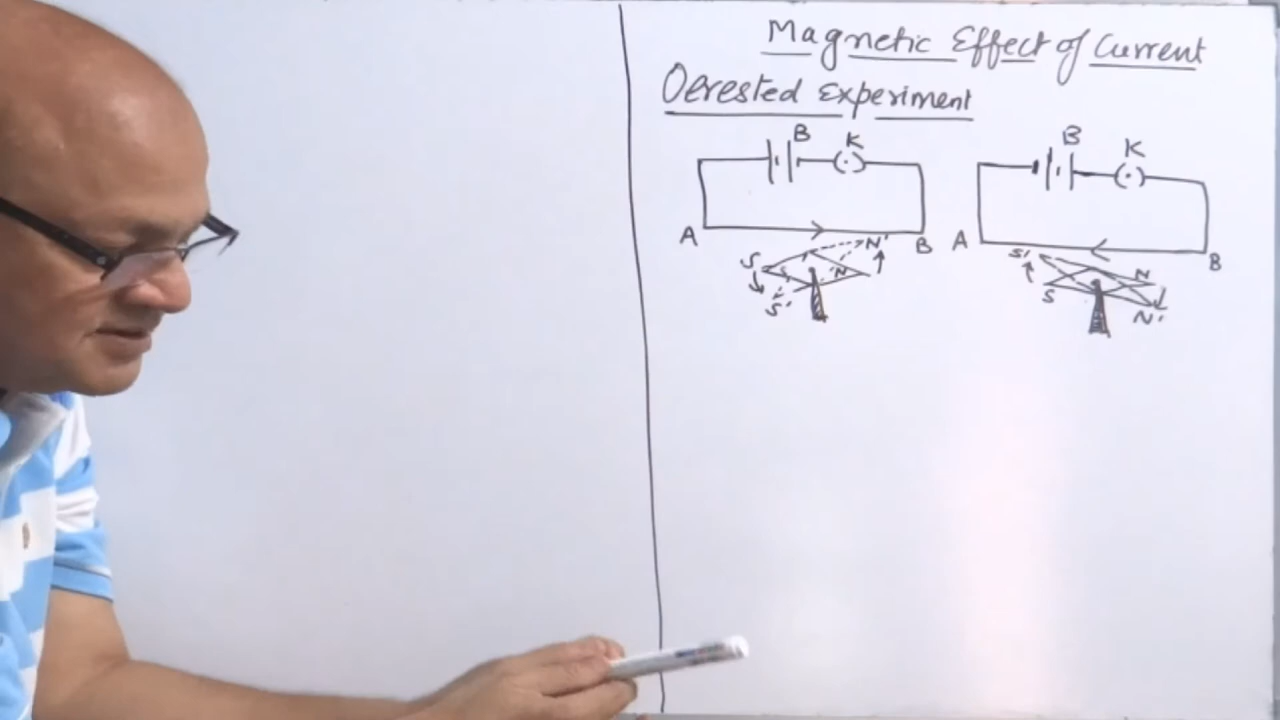 Magnetic Effect of Current
Oerested Experiment
B K
A B
S N'
S' N
B K
A B
S' N
S N'